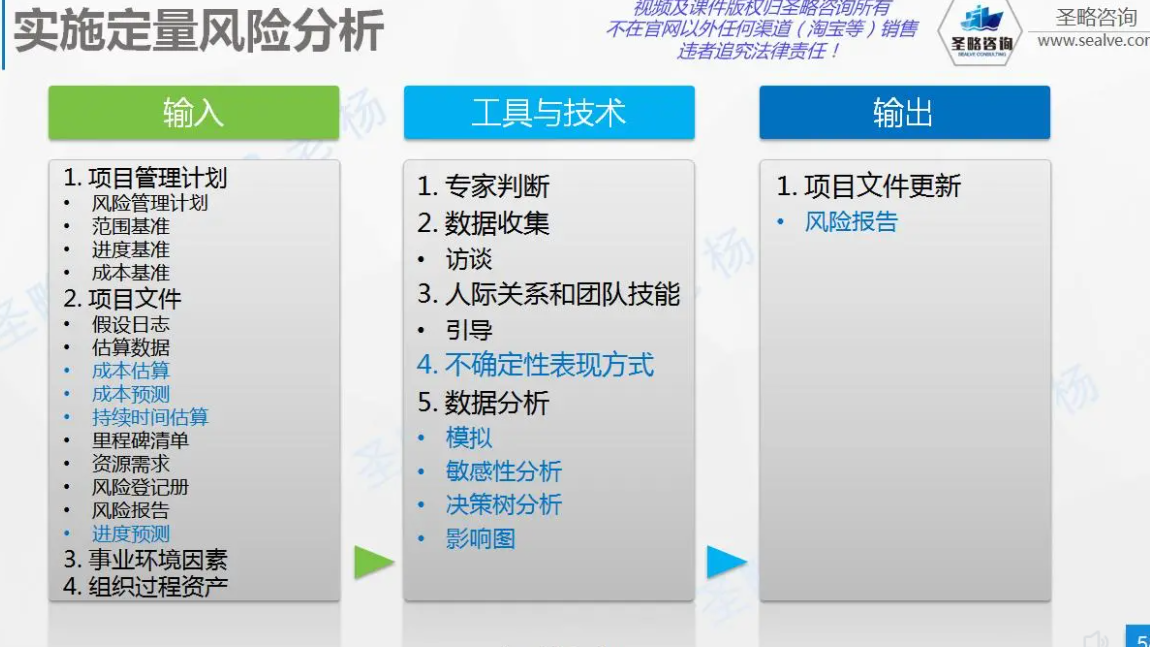 实施定量风险分析
视频及课件版权归圣略咨询所有
不在官网以外任何渠道（淘宝等）销售
违者追究法律责任！
圣略咨询
SEALVE CONSULTING
圣略咨询
www.sealve.com
输入
1. 项目管理计划
• 风险管理计划
• 范围基准
• 进度基准
• 成本基准
2. 项目文件
• 假设日志
• 估算数据
• 成本估算
• 成本预测
• 持续时间估算
• 里程碑清单
• 资源需求
• 风险登记册
• 风险报告
• 进度预测
3. 事业环境因素
4. 组织过程资产
工具与技术
1. 专家判断
2. 数据收集
• 访谈
3. 人际关系和团队技能
• 引导
4. 不确定性表现方式
5. 数据分析
• 模拟
• 敏感性分析
• 决策树分析
• 影响图
输出
1. 项目文件更新
• 风险报告